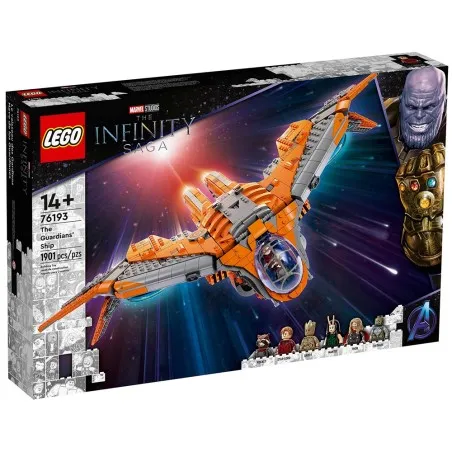 MARVEL STUDIOS
THE
INFINITY
SAGA
LEGO
14+
76193
The
Guardians'
Ship
1901 pcs/pzs